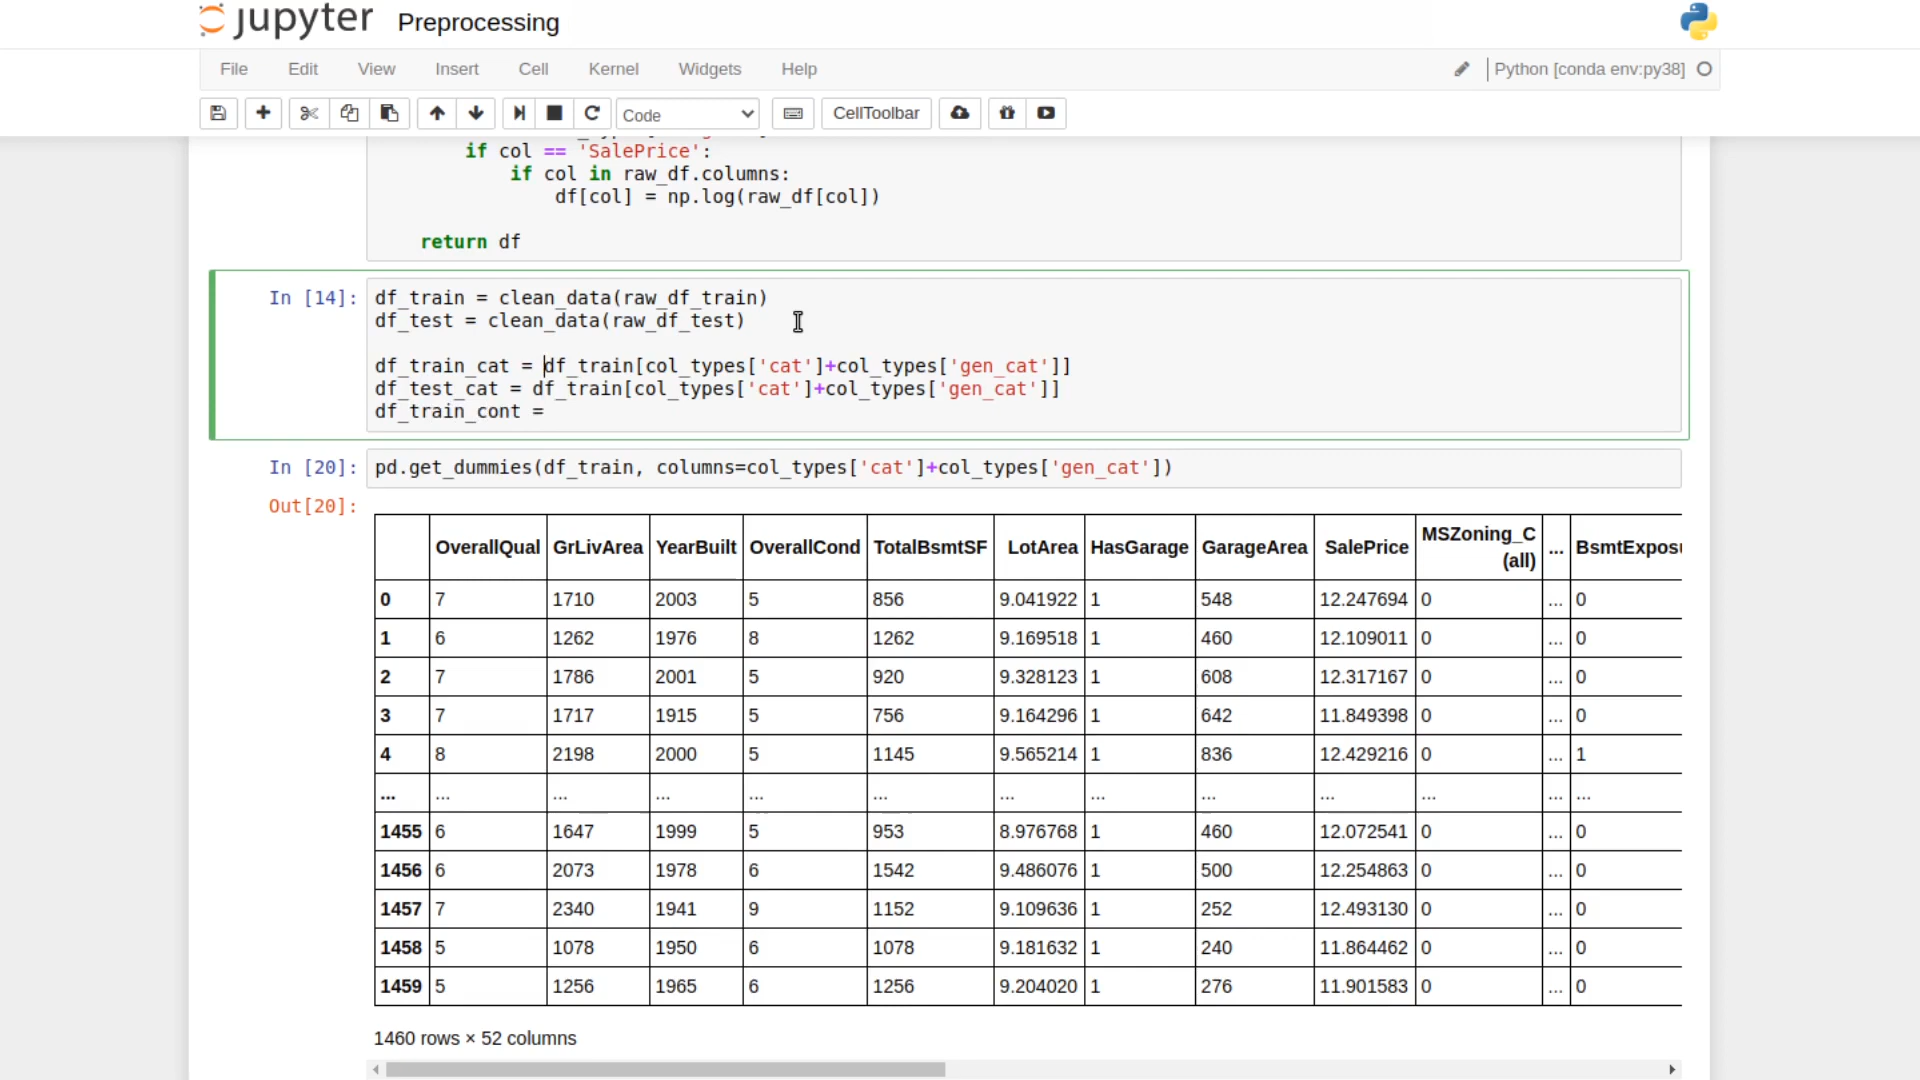 jupyter Preprocessing
File Edit View Insert Cell Kernel Widgets Help Python [conda env:py38]
Code CellToolbar
if col == 'SalePrice':
if col in raw_df.columns:
df[col] = np.log(raw_df[col])
return df
In [14]: df_train = clean_data(raw_df_train)
df_test = clean_data(raw_df_test)
df_train_cat = df_train[col_types['cat']+col_types['gen_cat']]
df_test_cat = df_train[col_types['cat']+col_types['gen_cat']]
df_train_cont =
In [20]: pd.get_dummies(df_train, columns=col_types['cat']+col_types['gen_cat'])
Out[20]:
OverallQual GrLivArea YearBuilt OverallCond TotalBsmtSF LotArea HasGarage GarageArea SalePrice MSZoning_C (all) ... BsmtExposu
0 7 1710 2003 5 856 9.041922 1 548 12.247694 0 ... 0
1 6 1262 1976 8 1262 9.169518 1 460 12.109011 0 ... 0
2 7 1786 2001 5 920 9.328123 1 608 12.317167 0 ... 0
3 7 1717 1915 5 756 9.164296 1 642 11.849398 0 ... 0
4 8 2198 2000 5 1145 9.565214 1 836 12.429216 0 ... 1
... ... ... ... ... ... ... ... ... ... ... ... ...
1455 6 1647 1999 5 953 8.976768 1 460 12.072541 0 ... 0
1456 6 2073 1978 6 1542 9.486076 1 500 12.254863 0 ... 0
1457 7 2340 1941 9 1152 9.109636 1 252 12.493130 0 ... 0
1458 5 1078 1950 6 1078 9.181632 1 240 11.864462 0 ... 0
1459 5 1256 1965 6 1256 9.204020 1 276 11.901583 0 ... 0
1460 rows × 52 columns